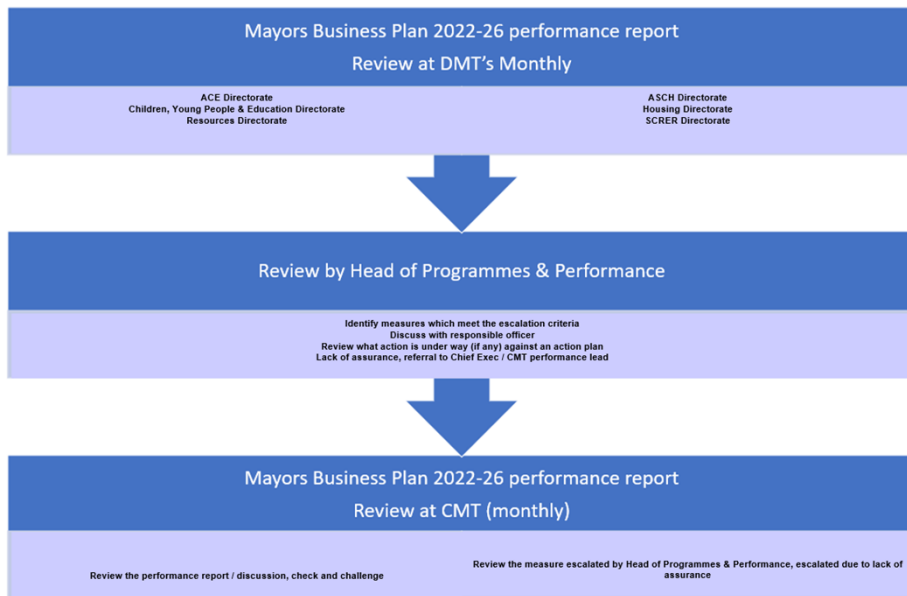 Mayors Business Plan 2022-26 performance report
Review at DMT's Monthly
ACE Directorate
Children, Young People & Education Directorate
Resources Directorate
ASCH Directorate
Housing Directorate
SCRER Directorate
Review by Head of Programmes & Performance
Identify measures which meet the escalation criteria
Discuss with responsible officer
Review what action is under way (if any) against an action plan
Lack of assurance, referral to Chief Exec / CMT performance lead
Mayors Business Plan 2022-26 performance report
Review at CMT (monthly)
Review the performance report / discussion, check and challenge
Review the measure escalated by Head of Programmes & Performance, escalated due to lack of
assurance